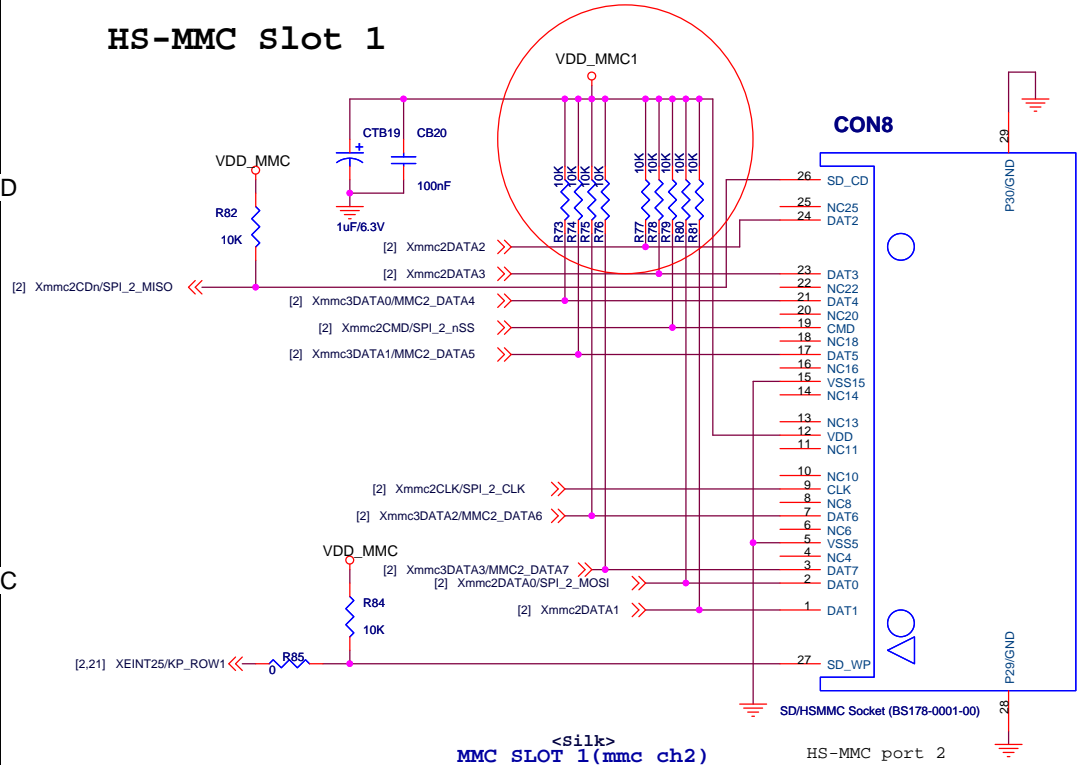 HS-MMC Slot 1
VDD_MMC1
CON8
CTB19
+
CB20
100nF
1uF/6.3V
VDD_MMC
R82
10K
10K
10K
10K
10K
10K
10K
10K
10K
10K
R73
R74
R75
R76
R77
R78
R79
R80
R81
D
[2] Xmmc2DATA2
[2] Xmmc2DATA3
[2] Xmmc2CDn/SPI_2_MISO
[2] Xmmc3DATA0/MMC2_DATA4
[2] Xmmc2CMD/SPI_2_nSS
[2] Xmmc3DATA1/MMC2_DATA5
[2] Xmmc2CLK/SPI_2_CLK
[2] Xmmc3DATA2/MMC2_DATA6
[2] Xmmc3DATA3/MMC2_DATA7
[2] Xmmc2DATA0/SPI_2_MOSI
[2] Xmmc2DATA1
C
VDD_MMC
R84
10K
[2,21] XEINT25/KP_ROW1
R85
0
29
P30/GND
26 SD_CD
25 NC25
24 DAT2
23 DAT3
22 NC22
21 DAT4
20 NC20
19 CMD
18 NC18
17 DAT5
16 NC16
15 VSS15
14 NC14
13 NC13
12 VDD
11 NC11
10 NC10
9 CLK
8 NC8
7 DAT6
6 NC6
5 VSS5
4 NC4
3 DAT7
2 DAT0
1 DAT1
27 SD_WP
P29/GND
28
SD/HSMMC Socket (BS178-0001-00)
<Silk>
MMC SLOT 1(mmc ch2)
HS-MMC port 2